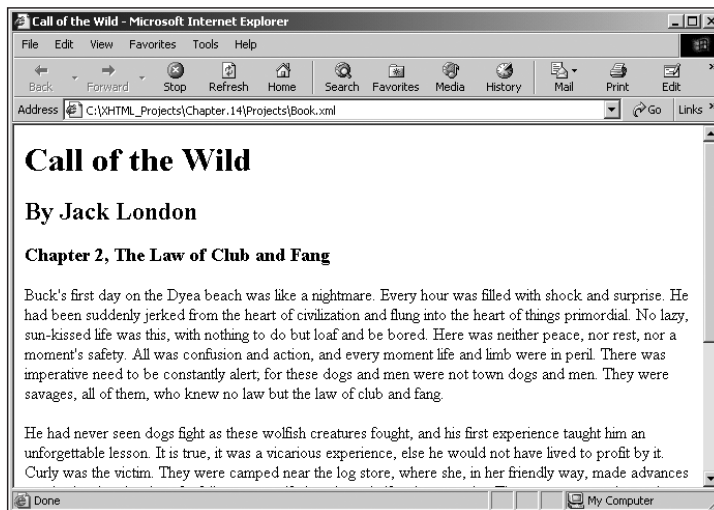 Call of the Wild - Microsoft Internet Explorer
File Edit View Favorites Tools Help
Back Forward Stop Refresh Home Search Favorites Media History Mail Print Edit »
Address C:\XHTML_Projects\Chapter.14\Projects\Book.xml Go Links »
Call of the Wild
By Jack London
Chapter 2, The Law of Club and Fang
Buck's first day on the Dyea beach was like a nightmare. Every hour was filled with shock and surprise. He
had been suddenly jerked from the heart of civilization and flung into the heart of things primordial. No lazy,
sun-kissed life was this, with nothing to do but loaf and be bored. Here was neither peace, nor rest, nor a
moment's safety. All was confusion and action, and every moment life and limb were in peril. There was
imperative need to be constantly alert; for these dogs and men were not town dogs and men. They were
savages, all of them, who knew no law but the law of club and fang.
He had never seen dogs fight as these wolfish creatures fought, and his first experience taught him an
unforgettable lesson. It is true, it was a vicarious experience, else he would not have lived to profit by it.
Curly was the victim. They were camped near the log store, where she, in her friendly way, made advances
Done My Computer